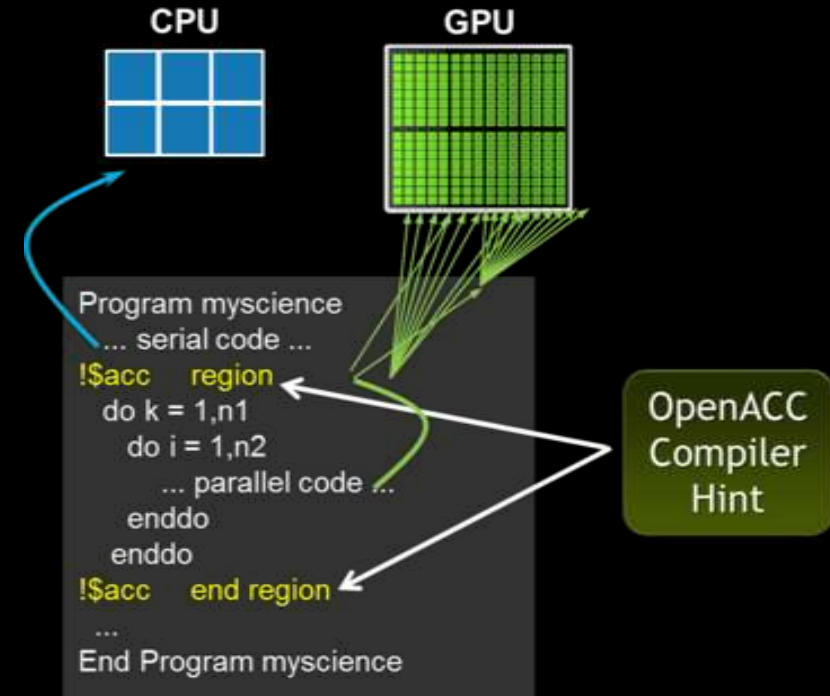 CPU
GPU
Program myscience
... serial code ...
!$acc region
do k = 1,n1
do i = 1,n2
... parallel code ...
enddo
enddo
!$acc end region
...
End Program myscience
OpenACC
Compiler
Hint